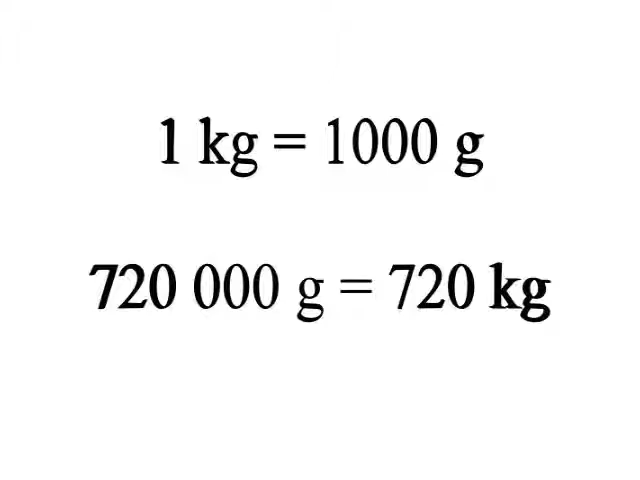 1 kg = 1000 g
720 000 g = 720 kg